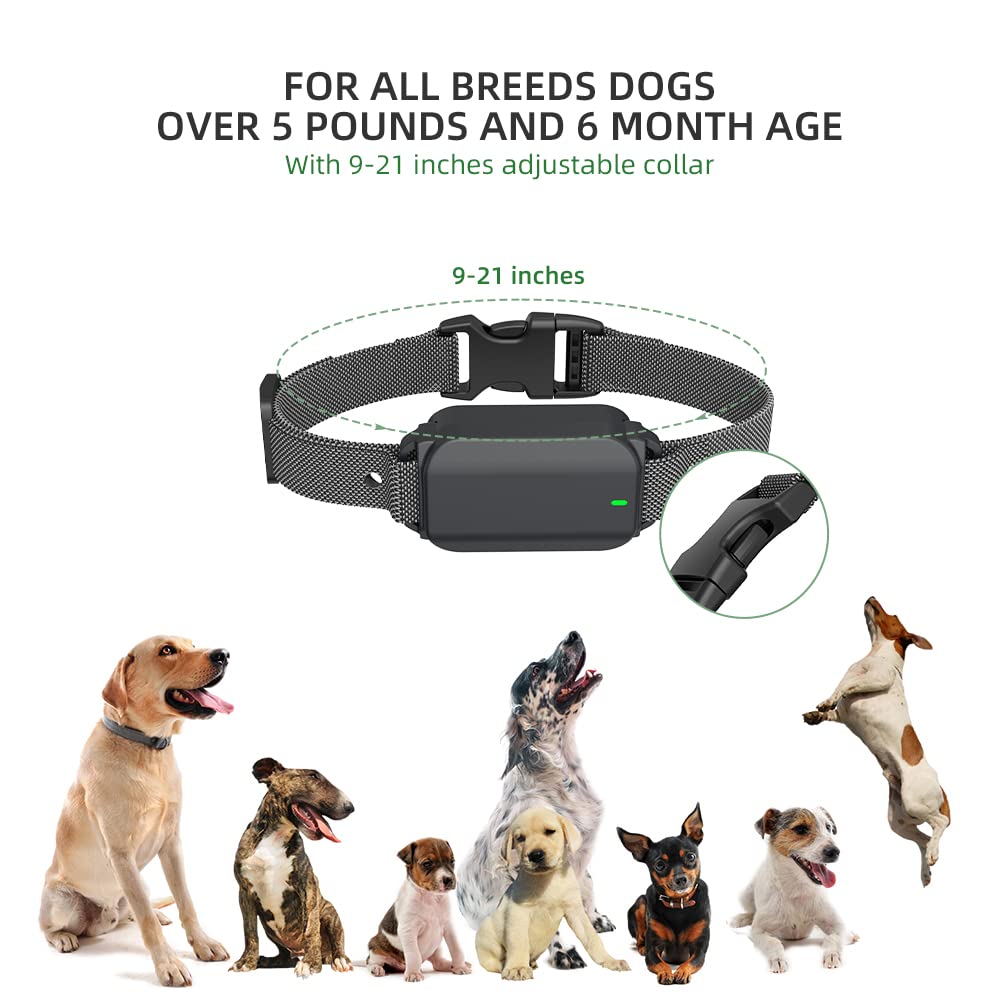 FOR ALL BREEDS DOGS
OVER 5 POUNDS AND 6 MONTH AGE
With 9-21 inches adjustable collar
9-21 inches